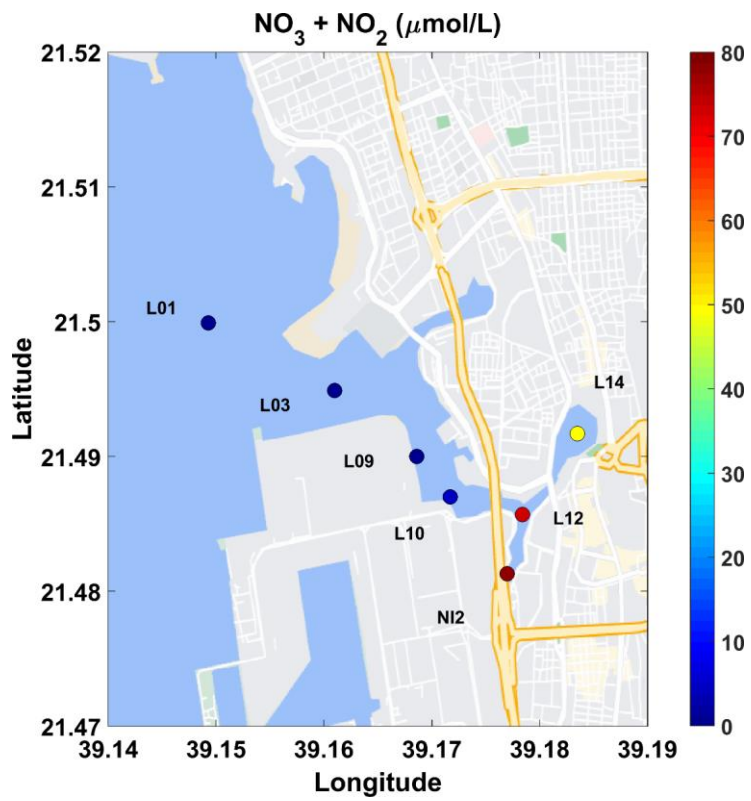 NO3 + NO2 (μmol/L)
21.52
80
70
21.51
60
L01
21.5
50
Latitude
L14
L03
40
21.49
L09
30
L12
L10
21.48
20
NI2
10
21.47
0
39.14 39.15 39.16 39.17 39.18 39.19
Longitude